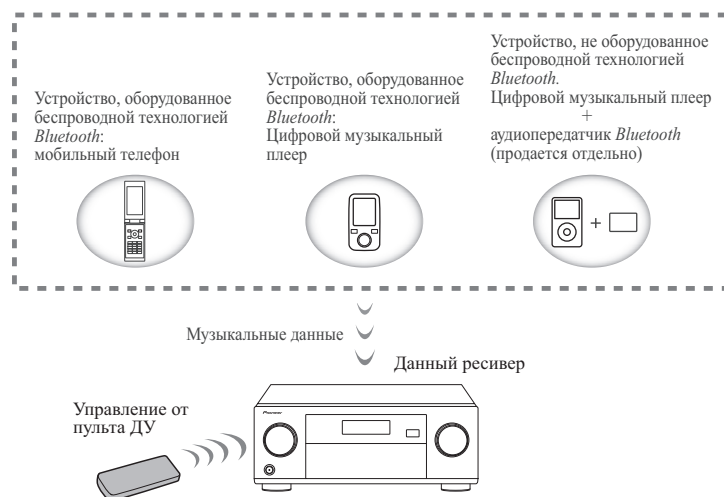 Устройство, оборудованное
беспроводной технологией
Bluetooth:
мобильный телефон
Устройство, оборудованное
беспроводной технологией
Bluetooth:
Цифровой музыкальный
плеер
Устройство, не оборудованное
беспроводной технологией
Bluetooth.
Цифровой музыкальный плеер
+
аудиопередатчик Bluetooth
(продается отдельно)
+
Музыкальные данные
Данный ресивер
Управление от
пульта ДУ
Pioneer